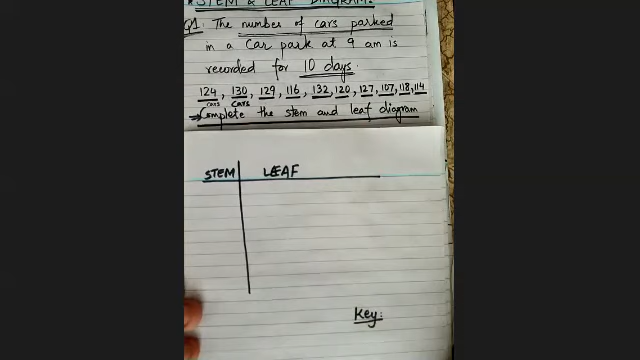 * STEM & LEAF DIAGRAM:
Q1: The number of cars parked
in a Car park at 9 am is
recorded for 10 days.
124, 130, 129, 116, 132, 120, 127, 107, 118, 114
cars cars
→ Complete the stem and leaf diagram
STEM LEAF
Key: